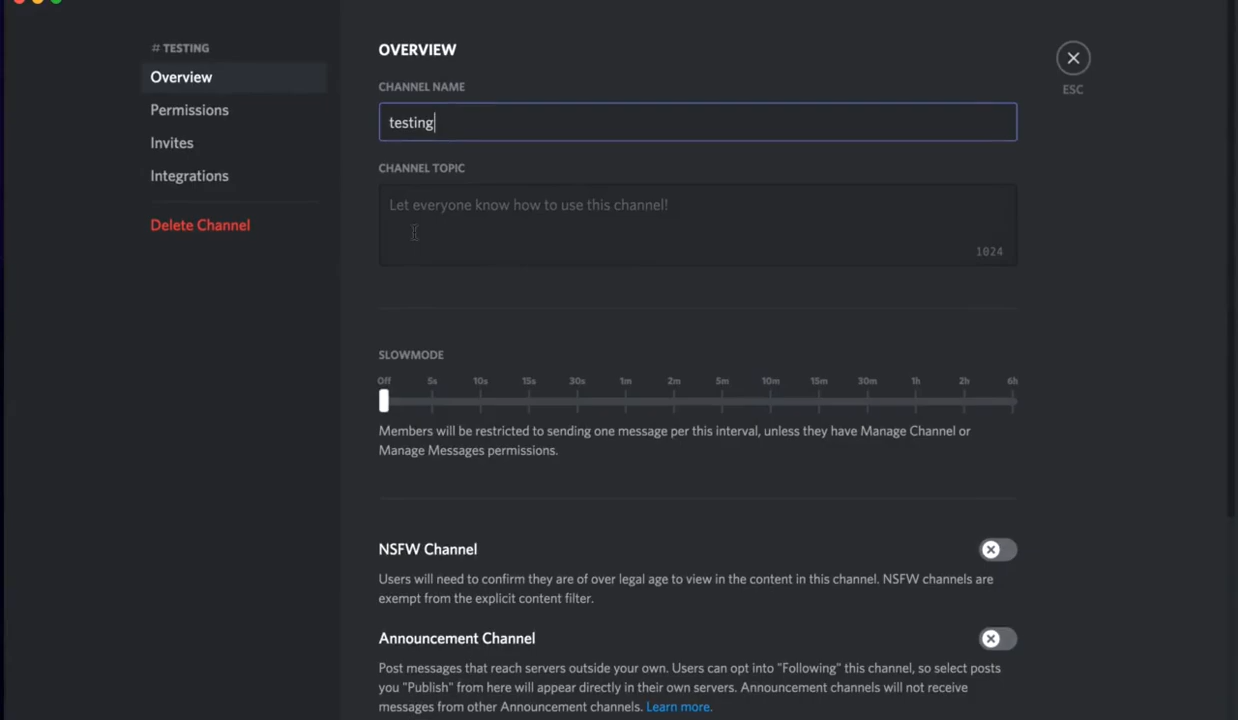 # TESTING
Overview
Permissions
Invites
Integrations
Delete Channel
OVERVIEW
CHANNEL NAME
testing
CHANNEL TOPIC
Let everyone know how to use this channel!
1024
SLOWMODE
Off 5s 10s 15s 30s 1m 2m 5m 10m 15m 30m 1h 2h 6h
Members will be restricted to sending one message per this interval, unless they have Manage Channel or
Manage Messages permissions.
NSFW Channel
Users will need to confirm they are of over legal age to view in the content in this channel. NSFW channels are
exempt from the explicit content filter.
Announcement Channel
Post messages that reach servers outside your own. Users can opt into "Following" this channel, so select posts
you "Publish" from here will appear directly in their own servers. Announcement channels will not receive
messages from other Announcement channels. Learn more.
ESC